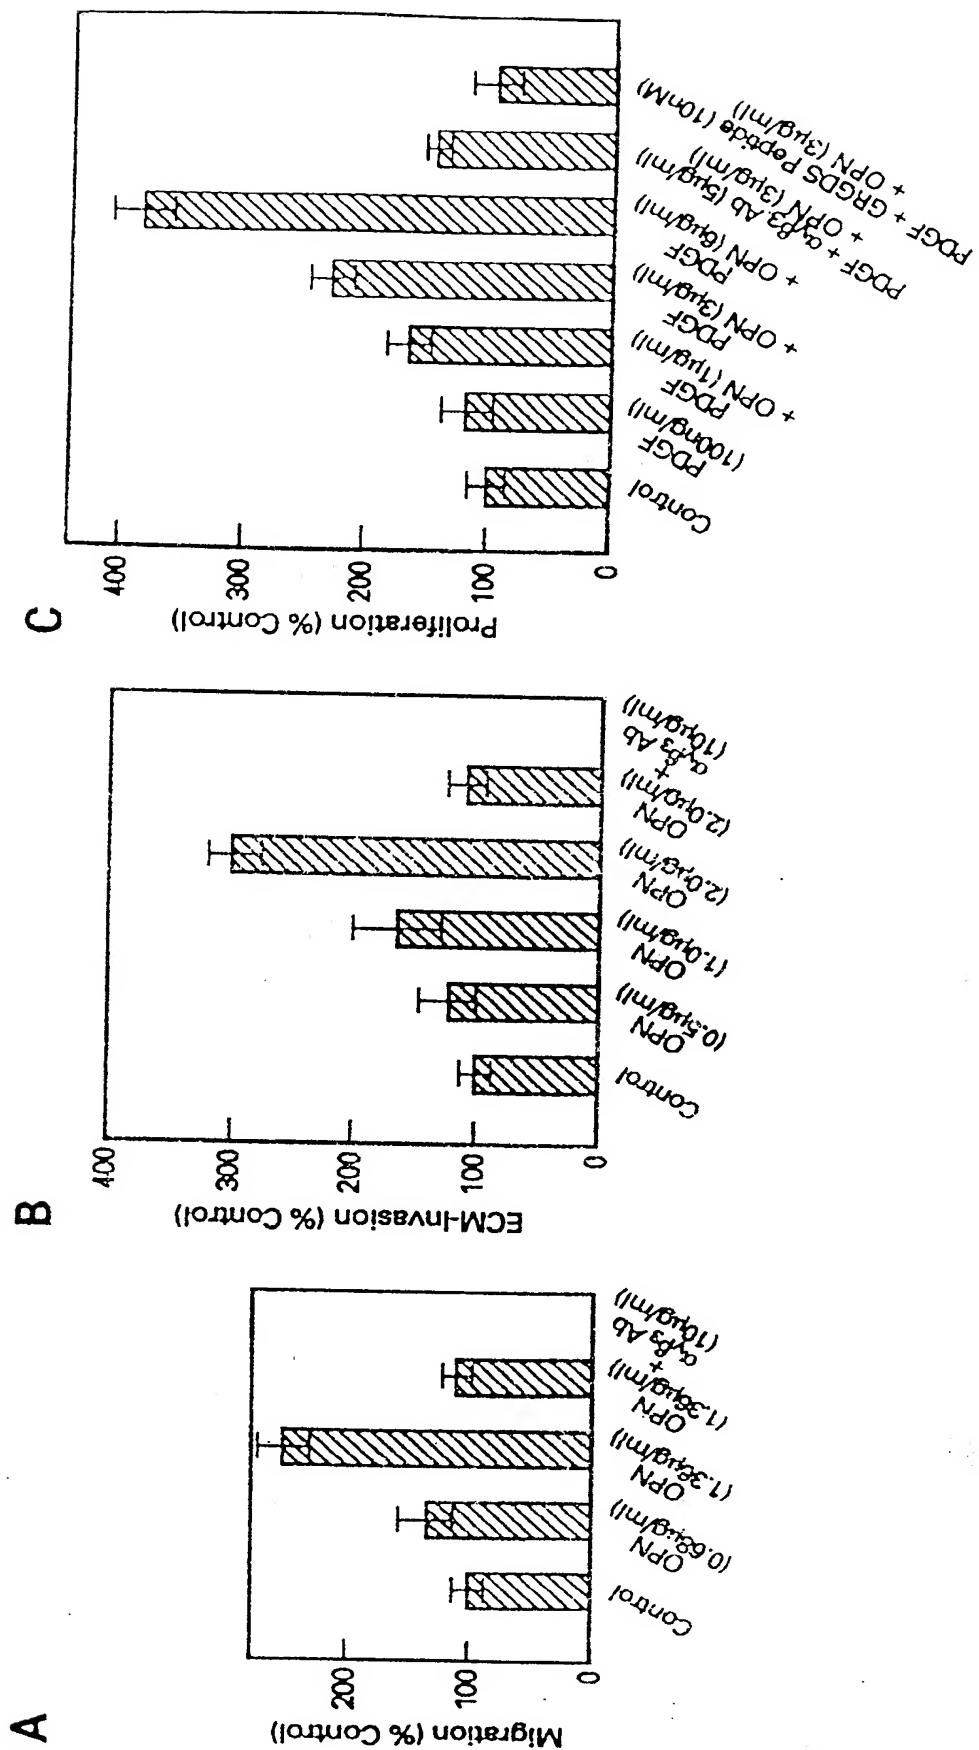 A
Migration (% Control)
200
100
0
Control
OPN
(0.68μg/ml)
OPN
(1.36μg/ml)
OPN
(1.36μg/ml)
+
αvβ3 Ab
(10μg/ml)
B
ECM-Invasion (% Control)
400
300
200
100
0
Control
OPN
(0.5μg/ml)
OPN
(1.0μg/ml)
OPN
(2.0μg/ml)
OPN
(2.0μg/ml)
+
αvβ3 Ab
(10μg/ml)
C
Proliferation (% Control)
400
300
200
100
0
Control
PDGF
(100ng/ml)
PDGF
+ OPN (1μg/ml)
PDGF
+ OPN (3μg/ml)
PDGF
+ OPN (6μg/ml)
PDGF + αvβ3 Ab (5μg/ml)
+ OPN (3μg/ml)
PDGF + GRGDS Peptide (10nM)
+ OPN (3μg/ml)